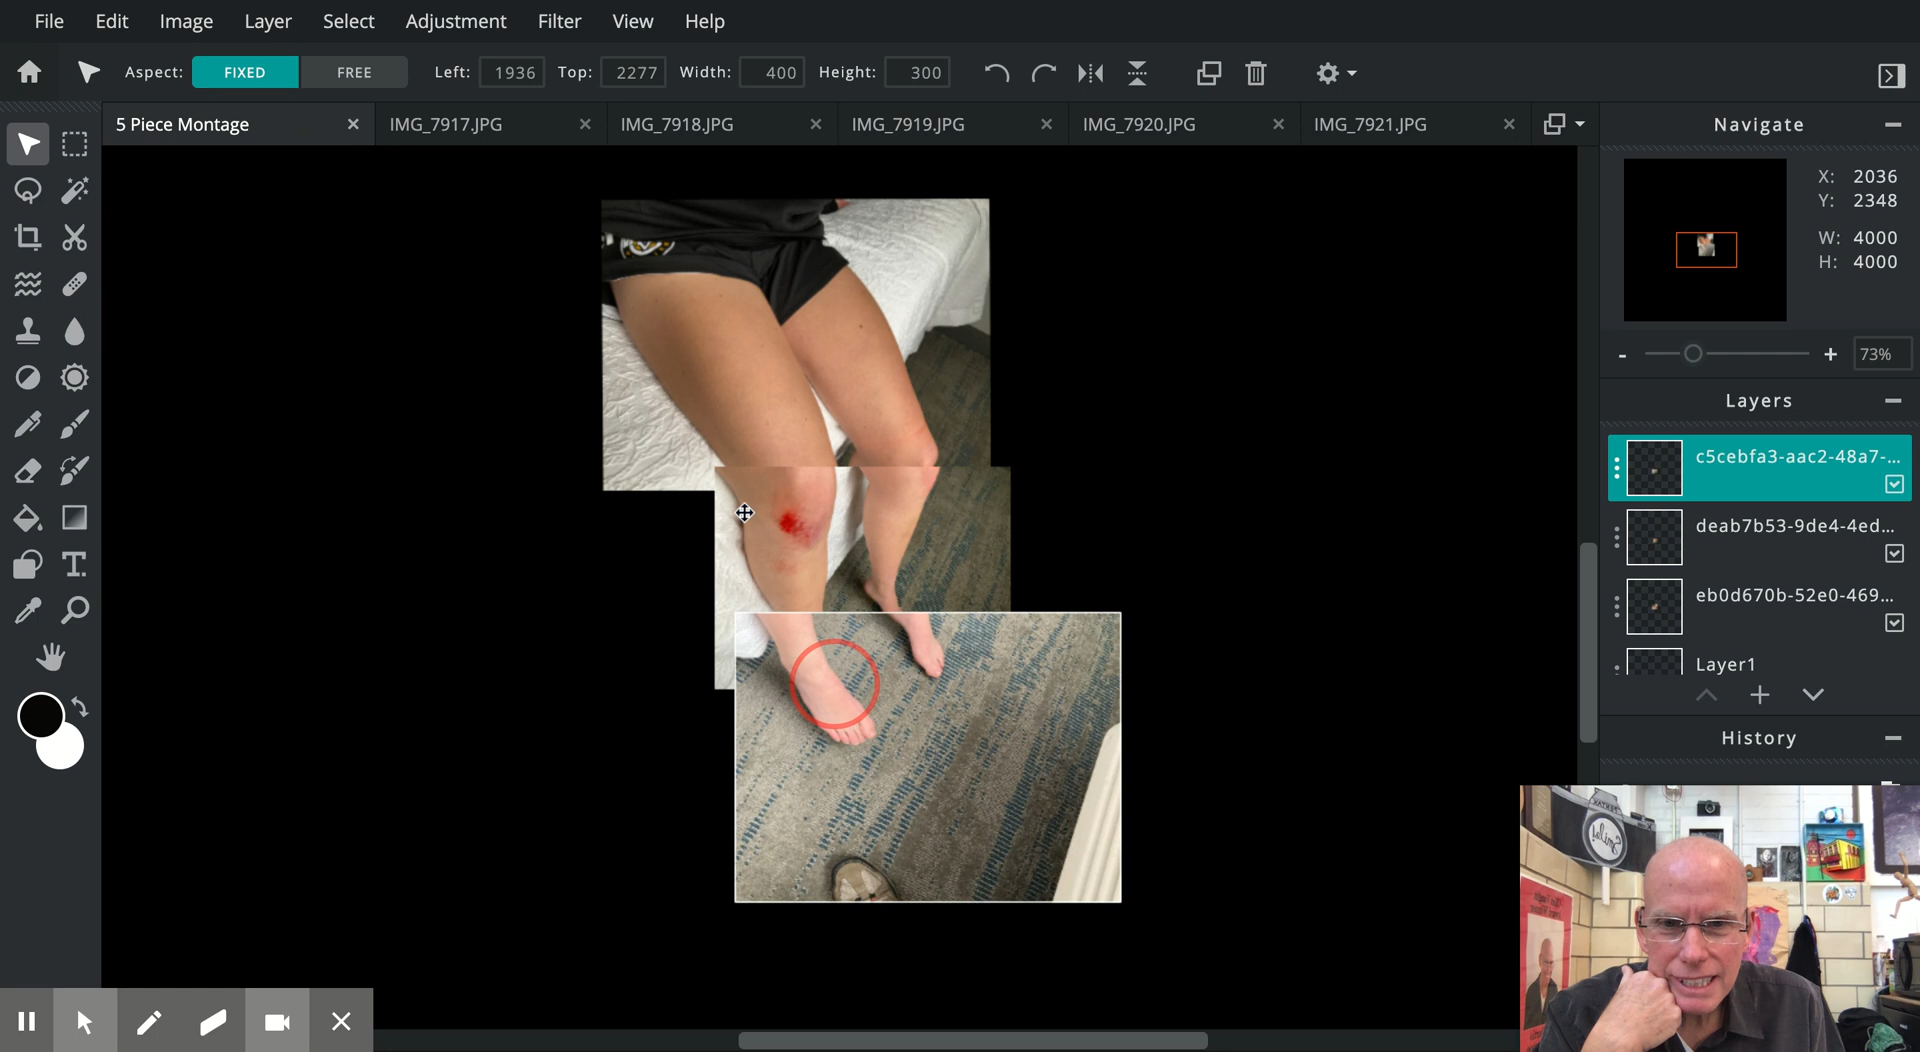 File Edit Image Layer Select Adjustment Filter View Help
Aspect: FIXED FREE Left: 1936 Top: 2277 Width: 400 Height: 300
5 Piece Montage IMG_7917.JPG IMG_7918.JPG IMG_7919.JPG IMG_7920.JPG IMG_7921.JPG
Navigate
X: 2036
Y: 2348
W: 4000
H: 4000
- + 73%
Layers
c5cebfa3-aac2-48a7-...
deab7b53-9de4-4ed...
eb0d670b-52e0-469...
Layer1
History